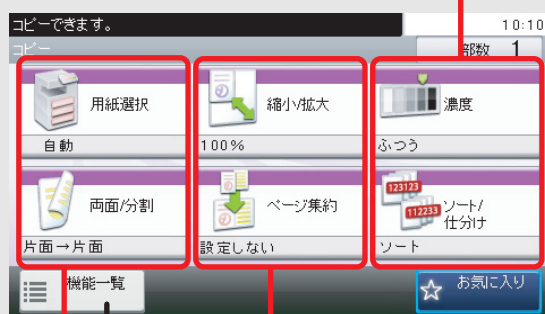 コピーできます。
10:10
コピー
部数 1
用紙選択
自動
縮小/拡大
100%
濃度
ふつう
両面/分割
片面→片面
ページ集約
設定しない
123123
112233
ソート/
仕分け
ソート
機能一覧
お気に入り